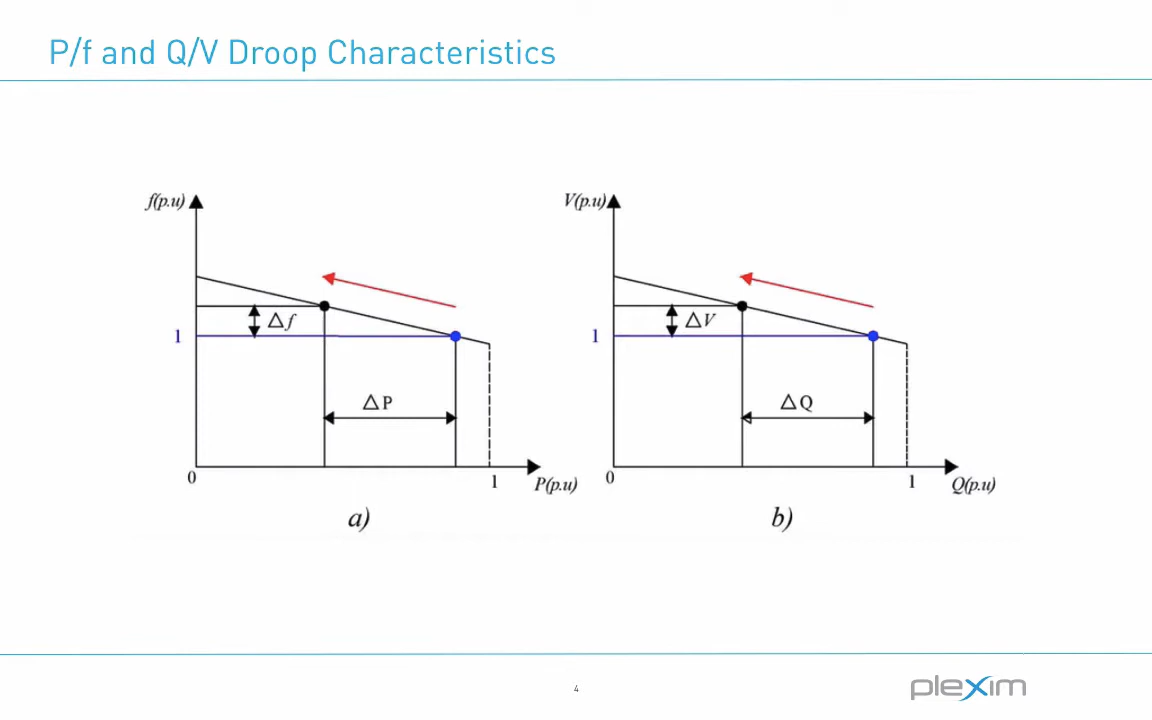 P/f and Q/V Droop Characteristics
f(p.u)
△f
1
△P
0
1
P(p.u)
a)
V(p.u)
△V
1
△Q
0
1
Q(p.u)
b)
4
plexim